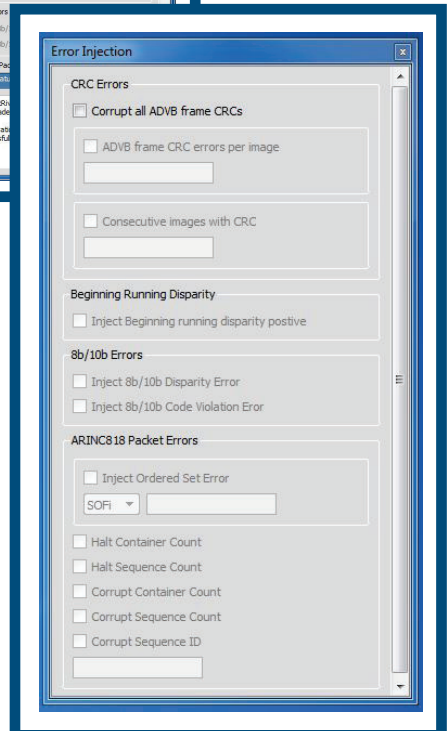 Error Injection
CRC Errors
Corrupt all ADVB frame CRCs
ADVB frame CRC errors per image
Consecutive images with CRC
Beginning Running Disparity
Inject Beginning running disparity postive
8b/10b Errors
Inject 8b/10b Disparity Error
Inject 8b/10b Code Violation Eror
ARINC818 Packet Errors
Inject Ordered Set Error
SOFi
Halt Container Count
Halt Sequence Count
Corrupt Container Count
Corrupt Sequence Count
Corrupt Sequence ID